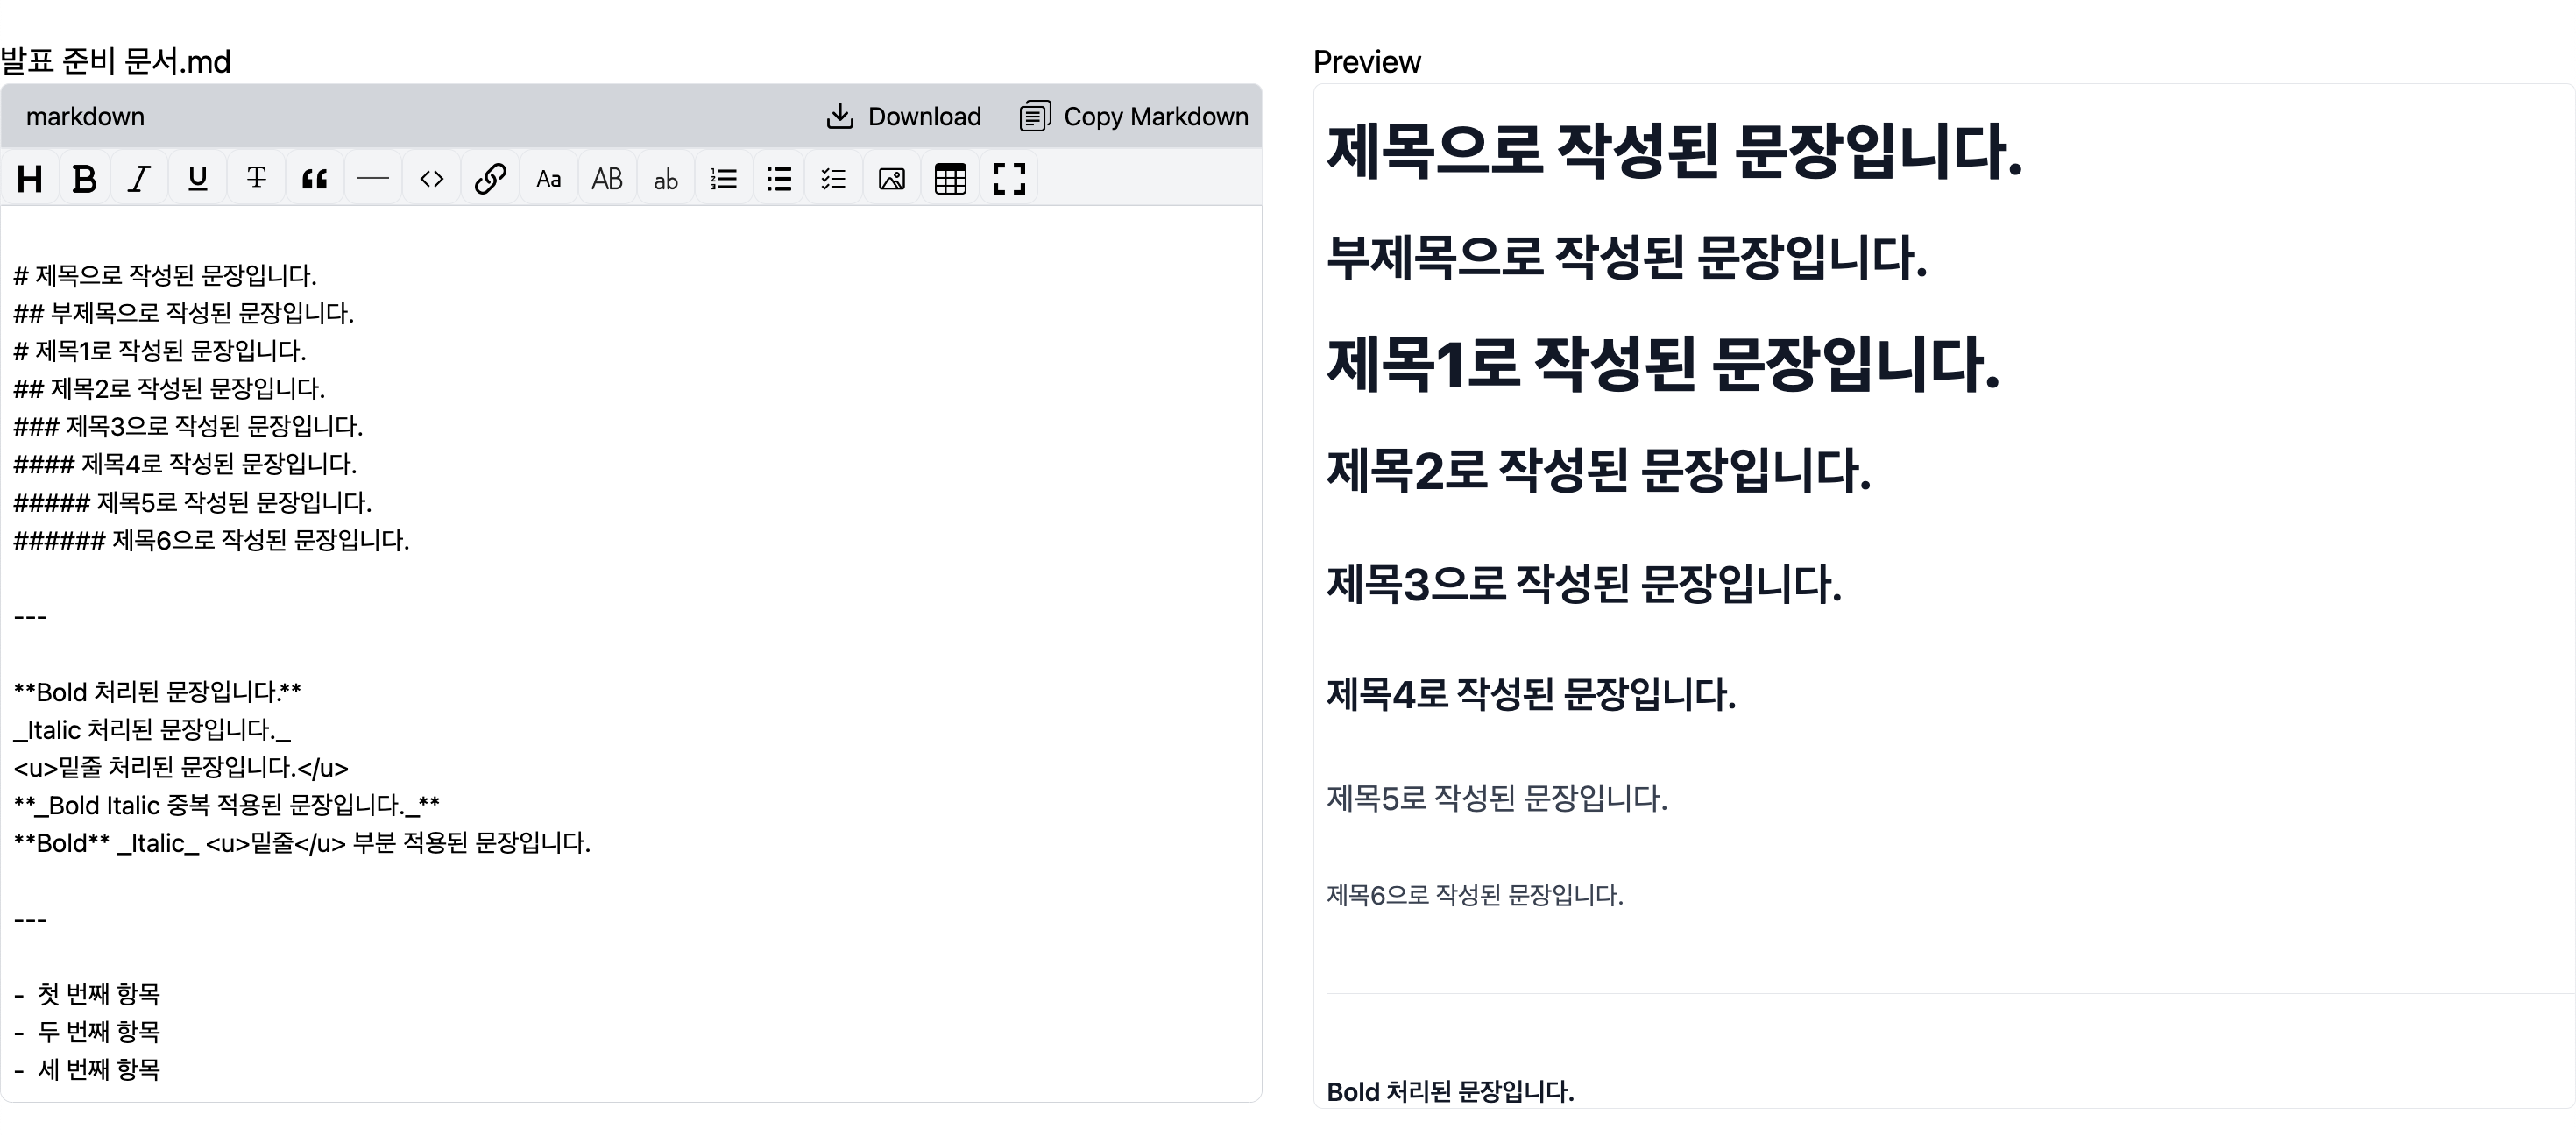 발표 준비 문서.md
markdown
Download
Copy Markdown
H B I U T “ — <> Aa AB ab
# 제목으로 작성된 문장입니다.
## 부제목으로 작성된 문장입니다.
# 제목1로 작성된 문장입니다.
## 제목2로 작성된 문장입니다.
### 제목3으로 작성된 문장입니다.
#### 제목4로 작성된 문장입니다.
##### 제목5로 작성된 문장입니다.
###### 제목6으로 작성된 문장입니다.
---
**Bold 처리된 문장입니다.**
_Italic 처리된 문장입니다._
<u>밑줄 처리된 문장입니다.</u>
**_Bold Italic 중복 적용된 문장입니다._**
**Bold** _Italic_ <u>밑줄</u> 부분 적용된 문장입니다.
---
- 첫 번째 항목
- 두 번째 항목
- 세 번째 항목
Preview
제목으로 작성된 문장입니다.
부제목으로 작성된 문장입니다.
제목1로 작성된 문장입니다.
제목2로 작성된 문장입니다.
제목3으로 작성된 문장입니다.
제목4로 작성된 문장입니다.
제목5로 작성된 문장입니다.
제목6으로 작성된 문장입니다.
Bold 처리된 문장입니다.